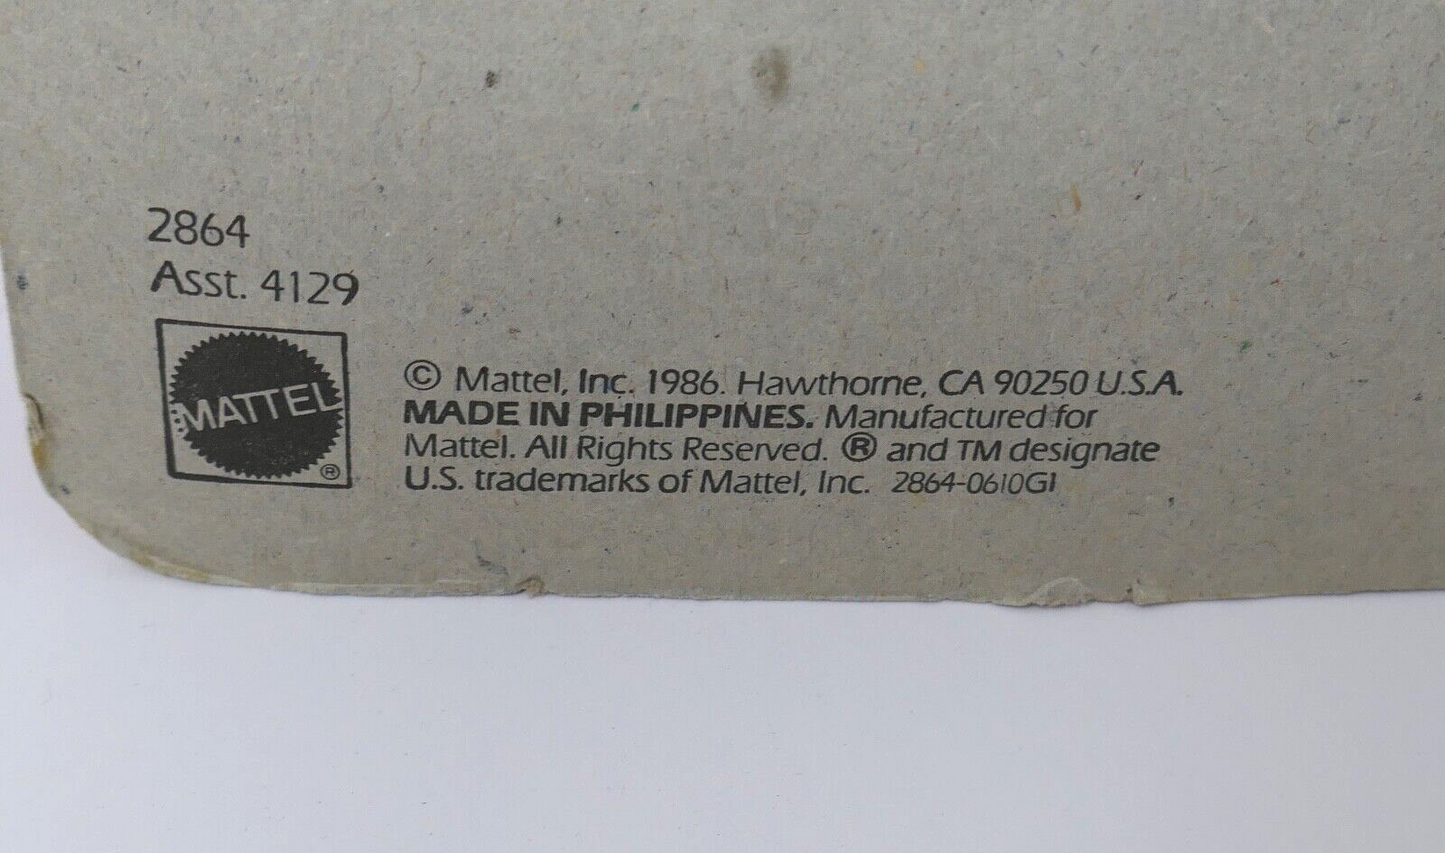 2864
Asst. 4129
MATTEL
®
© Mattel, Inc. 1986. Hawthorne, CA 90250 U.S.A.
MADE IN PHILIPPINES. Manufactured for
Mattel. All Rights Reserved. ® and TM designate
U.S. trademarks of Mattel, Inc. 2864-0610G1